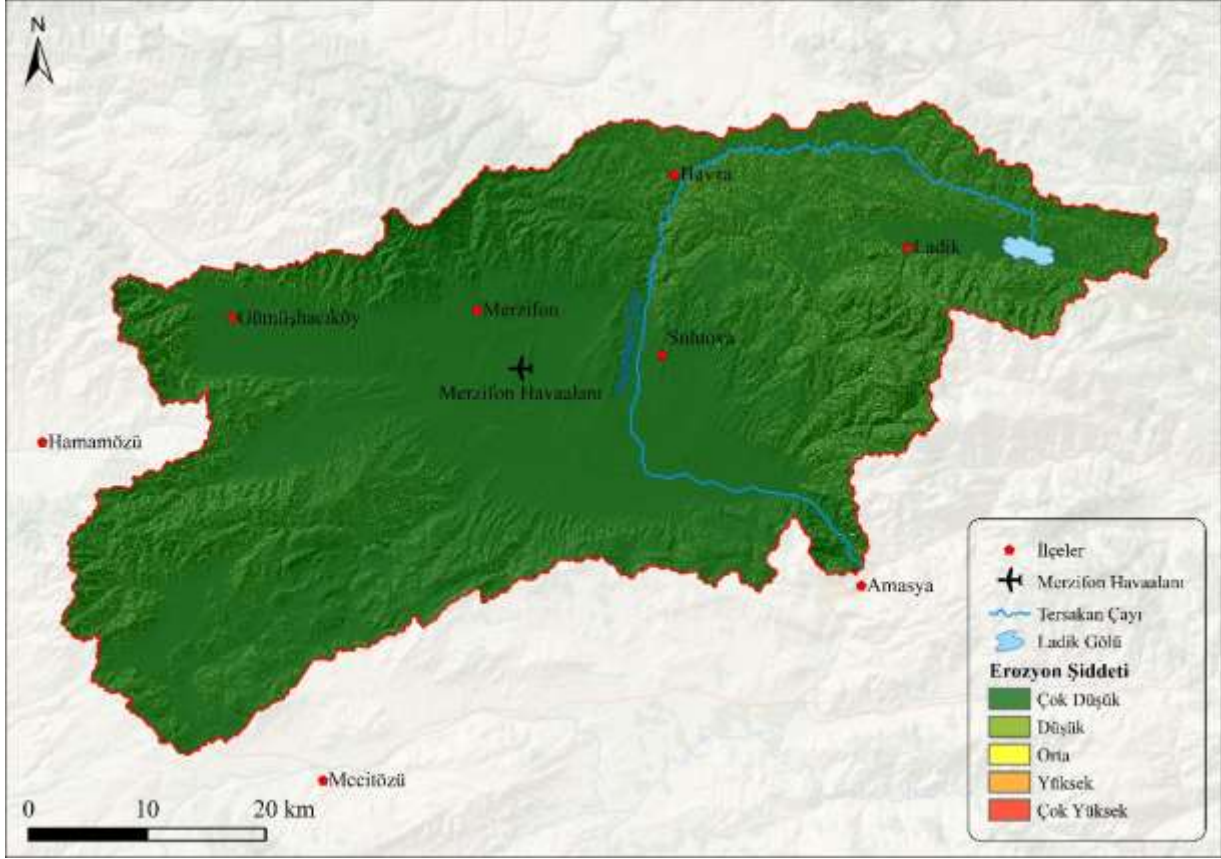 N
Havza
Ladik
Gümüşhacıköy
Merzifon
Suluova
Merzifon Havaalanı
Hamamözü
Amasya
Mecitözü
0 10 20 km
İlçeler
Merzifon Havaalanı
Tersakan Çayı
Ladik Gölü
Erozyon Şiddeti
Çok Düşük
Düşük
Orta
Yüksek
Çok Yüksek